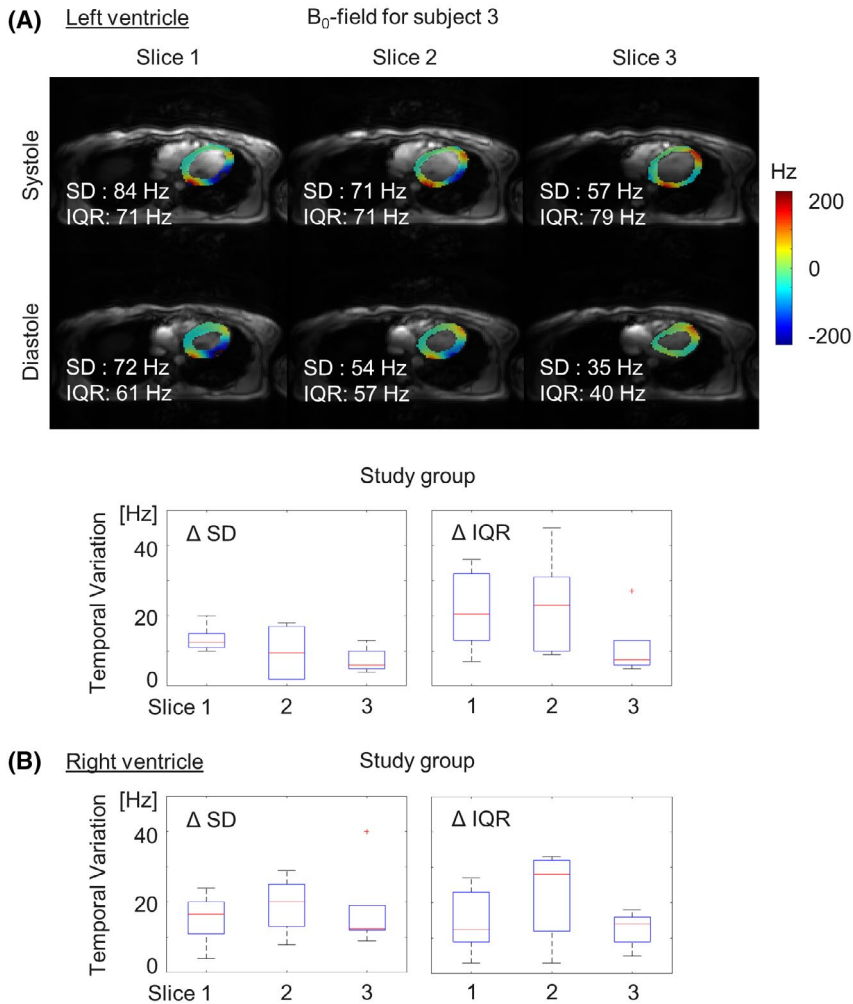 (A) Left ventricle B₀-field for subject 3
Slice 1 Slice 2 Slice 3
Systole
SD : 84 Hz SD : 71 Hz SD : 57 Hz
IQR: 71 Hz IQR: 71 Hz IQR: 79 Hz
Hz
200
0
-200
Diastole
SD : 72 Hz SD : 54 Hz SD : 35 Hz
IQR: 61 Hz IQR: 57 Hz IQR: 40 Hz
Study group
Temporal Variation [Hz]
40
20
0
Δ SD Δ IQR
Slice 1 2 3 1 2 3
(B) Right ventricle Study group
Temporal Variation [Hz]
40
20
0
Δ SD Δ IQR
Slice 1 2 3 1 2 3